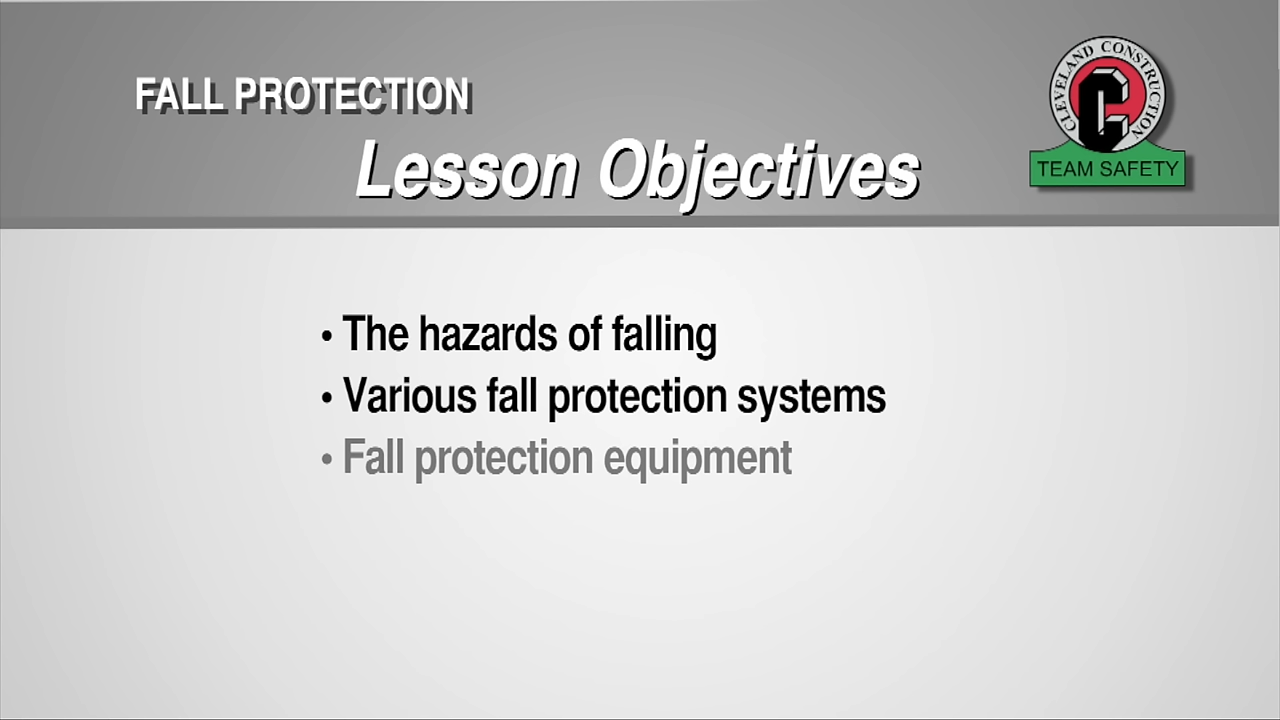 FALL PROTECTION
Lesson Objectives
CLEVELAND CONSTRUCTION
C
TEAM SAFETY
• The hazards of falling
• Various fall protection systems
• Fall protection equipment